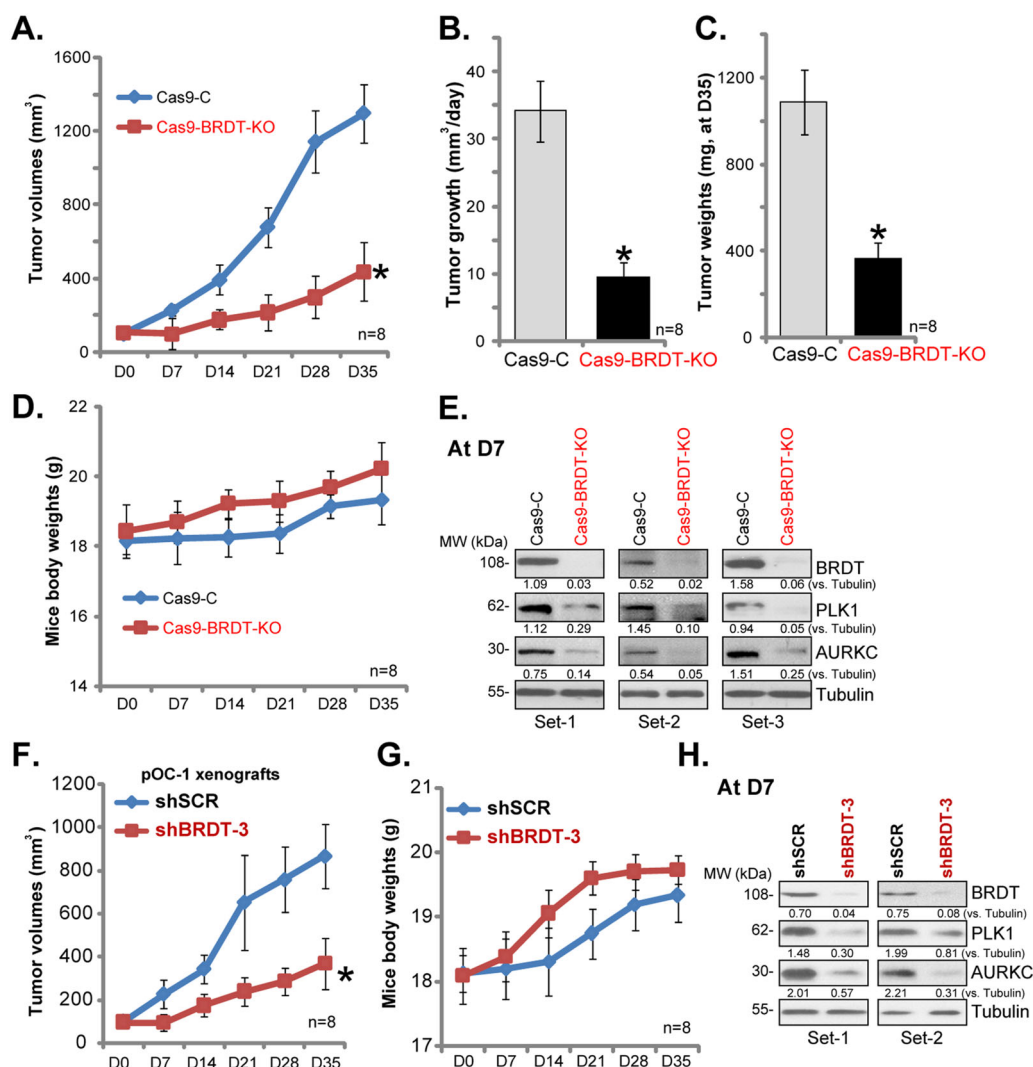 A.
Tumor volumes (mm³)
1600
1200
800
400
0
Cas9-C
Cas9-BRDT-KO
*
n=8
D0 D7 D14 D21 D28 D35
B.
Tumor growth (mm³/day)
40
35
30
20
10
0
*
n=8
Cas9-C Cas9-BRDT-KO
C.
Tumor weights (mg, at D35)
1200
800
400
0
*
n=8
Cas9-C Cas9-BRDT-KO
D.
Mice body weights (g)
22
20
18
16
14
Cas9-C
Cas9-BRDT-KO
n=8
D0 D7 D14 D21 D28 D35
E.
At D7
Cas9-C Cas9-BRDT-KO Cas9-C Cas9-BRDT-KO Cas9-C Cas9-BRDT-KO
MW (kDa)
108- BRDT
1.09 0.03 0.52 0.02 1.58 0.06 (vs. Tubulin)
62- PLK1
1.12 0.29 1.45 0.10 0.94 0.05 (vs. Tubulin)
30- AURKC
0.75 0.14 0.54 0.05 1.51 0.25 (vs. Tubulin)
55- Tubulin
Set-1 Set-2 Set-3
F.
pOC-1 xenografts
Tumor volumes (mm³)
1200
1000
800
600
400
200
0
shSCR
shBRDT-3
*
n=8
D0 D7 D14 D21 D28 D35
G.
Mice body weights (g)
21
20
19
18
17
shSCR
shBRDT-3
n=8
D0 D7 D14 D21 D28 D35
H.
At D7
shSCR shBRDT-3 shSCR shBRDT-3
MW (kDa)
108- BRDT
0.70 0.04 0.75 0.08 (vs. Tubulin)
62- PLK1
1.48 0.30 1.99 0.81 (vs. Tubulin)
30- AURKC
2.01 0.57 2.21 0.31 (vs. Tubulin)
55- Tubulin
Set-1 Set-2